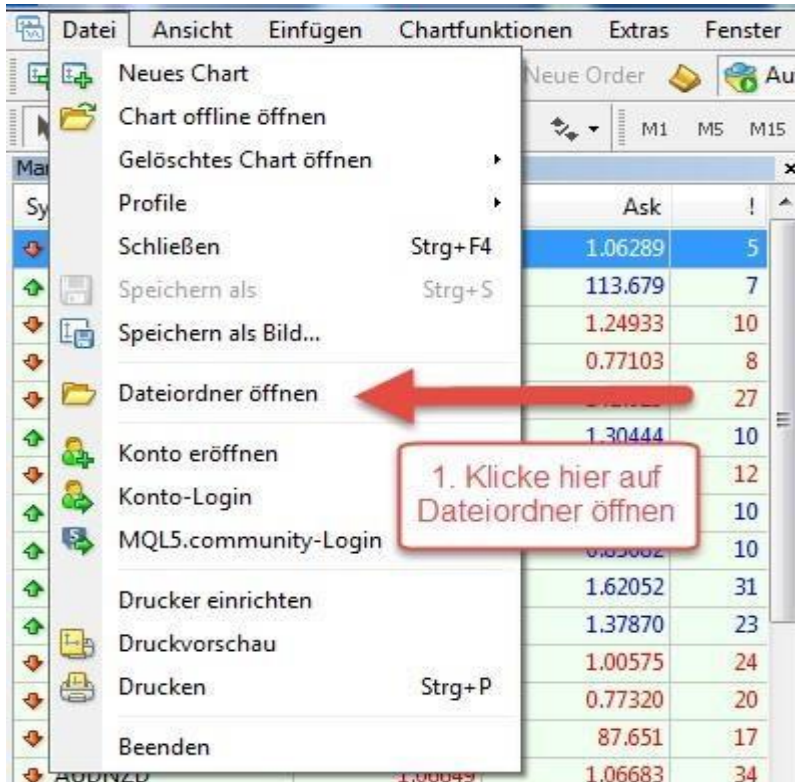 Datei Ansicht Einfügen Chartfunktionen Extras Fenster
Neues Chart
Neue Order
Chart offline öffnen
M1 M5 M15
Gelöschtes Chart öffnen
Profile
Ask !
Schließen Strg+F4
1.06289 5
Speichern als Strg+S
113.679 7
Speichern als Bild...
1.24933 10
0.77103 8
Dateiordner öffnen
27
1.30444 10
Konto eröffnen
1. Klicke hier auf
Dateiordner öffnen
12
Konto-Login
10
MQL5.community-Login
10
Drucker einrichten
1.62052 31
Druckvorschau
1.37870 23
1.00575 24
Drucken Strg+P
0.77320 20
Beenden
87.651 17
AUDNZD 1.06649 1.06683 34